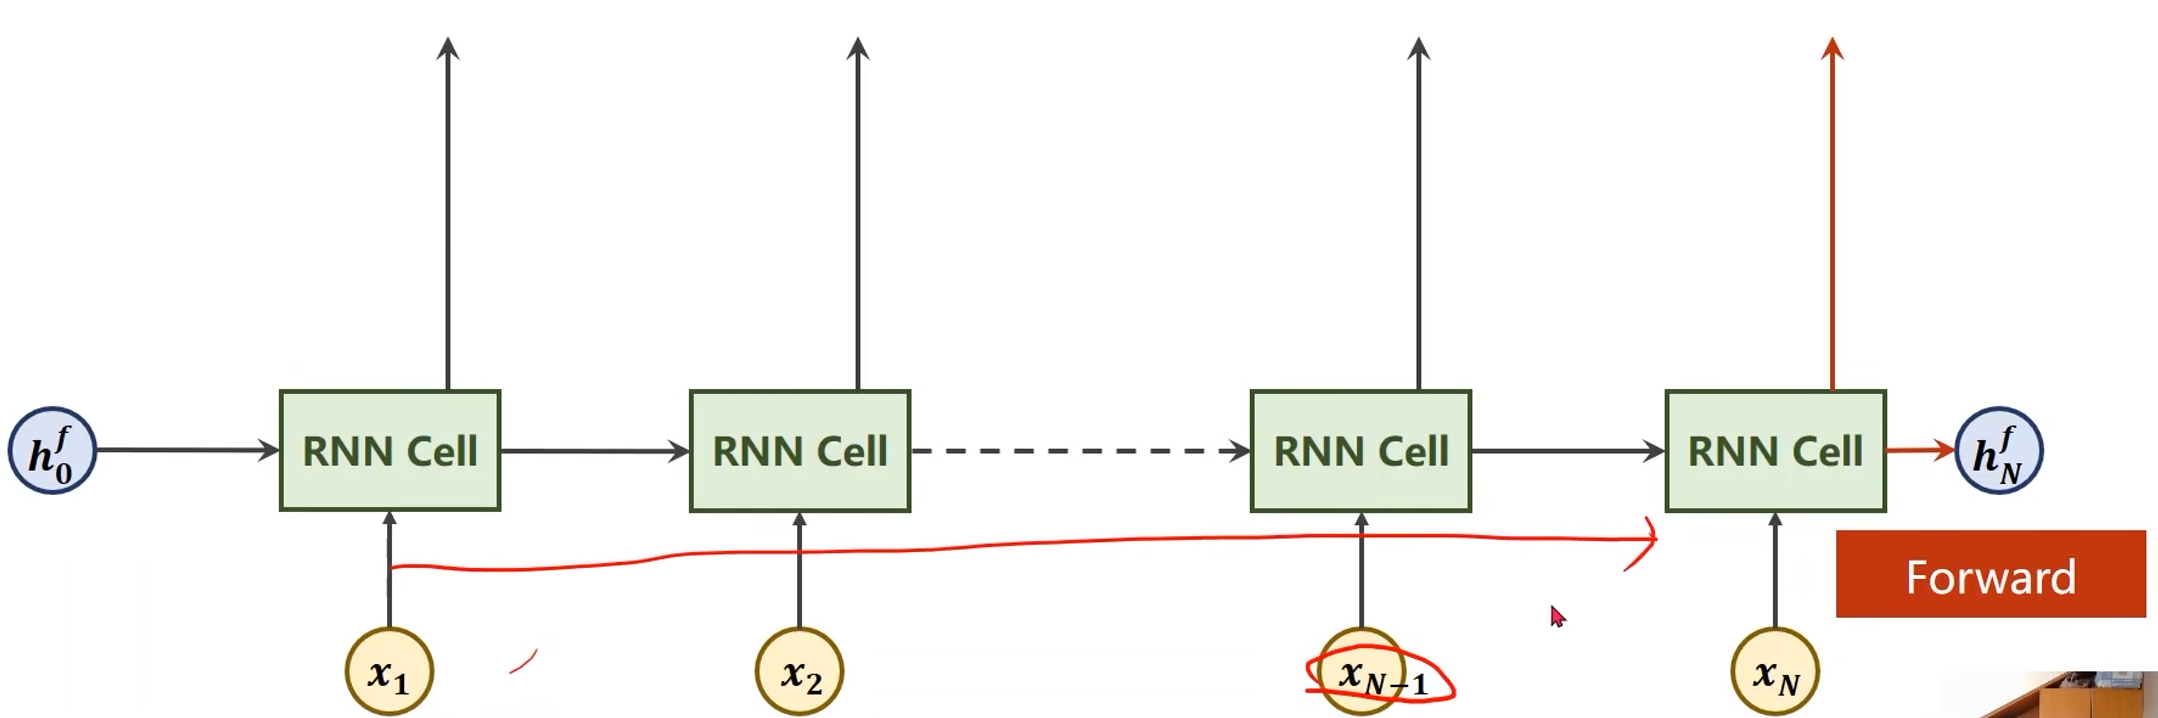 h_0^f RNN Cell RNN Cell RNN Cell RNN Cell h_N^f
Forward
x_1 x_2 x_{N-1} x_N